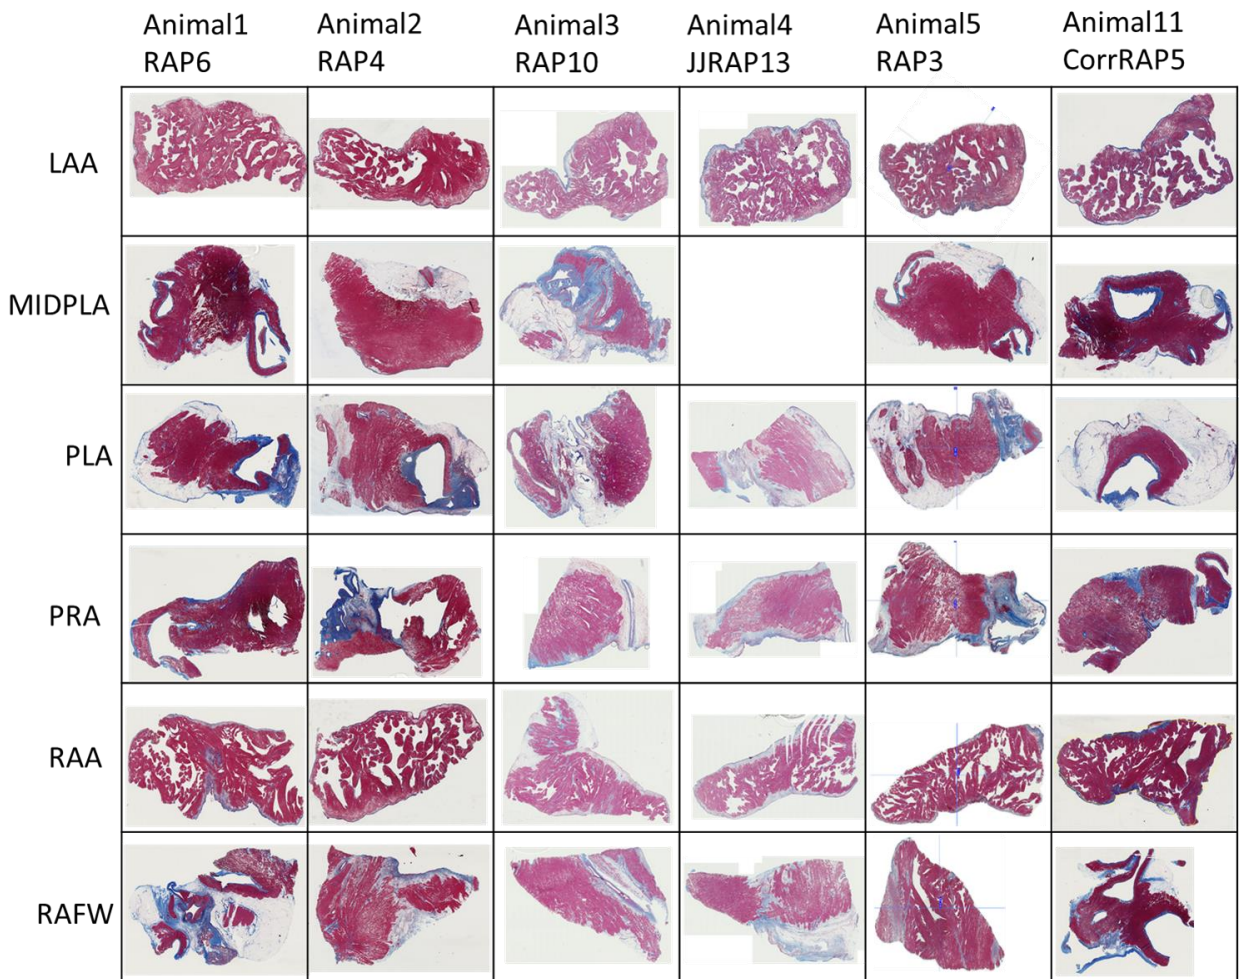 Animal1 Animal2 Animal3 Animal4 Animal5 Animal11
RAP6 RAP4 RAP10 JJRAP13 RAP3 CorrRAP5
LAA
MIDPLA
PLA
PRA
RAA
RAFW